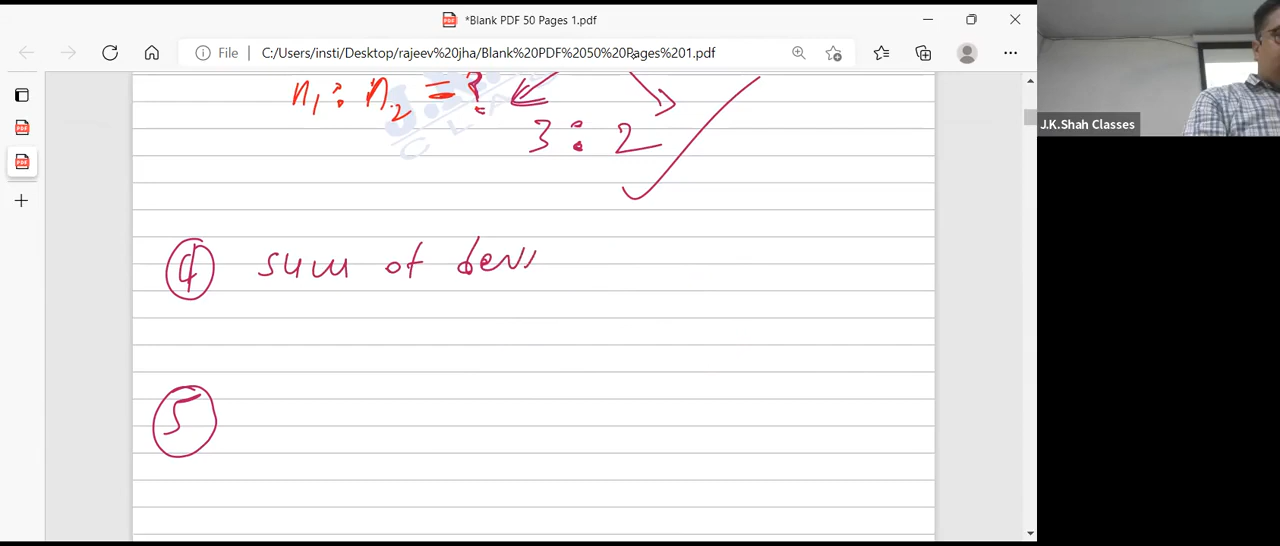 *Blank PDF 50 Pages 1.pdf
File
C:/Users/insti/Desktop/rajeev%20jha/Blank%20PDF%2050%20Pages%201.pdf
n1 : n2 = ?
3 : 2
J.K.Shah Classes
4 sum of devi
5